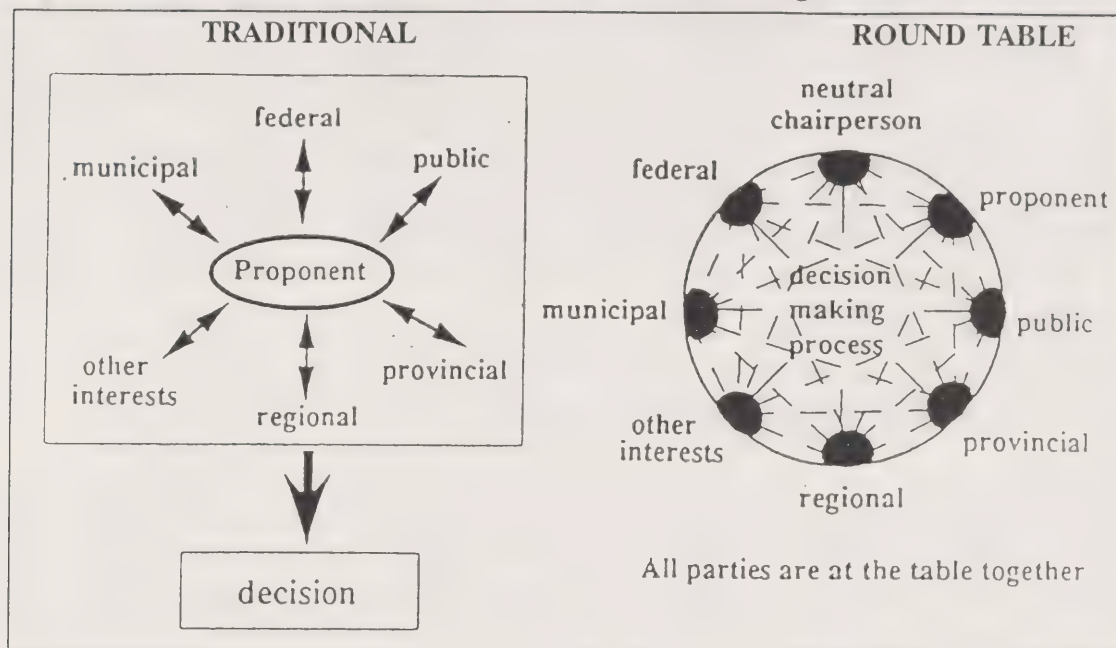 TRADITIONAL
federal
municipal
public
Proponent
other
interests
provincial
regional
decision
ROUND TABLE
neutral
chairperson
federal
proponent
decision
municipal
making
public
process
other
interests
provincial
regional
All parties are at the table together